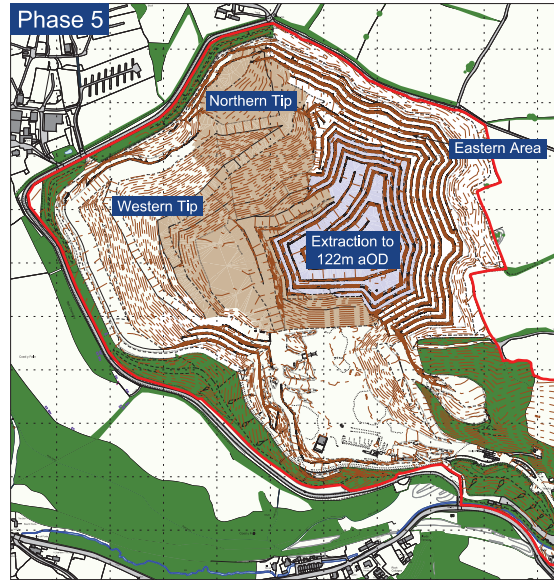 Phase 5
Northern Tip
Eastern Area
Western Tip
Extraction to
122m aOD